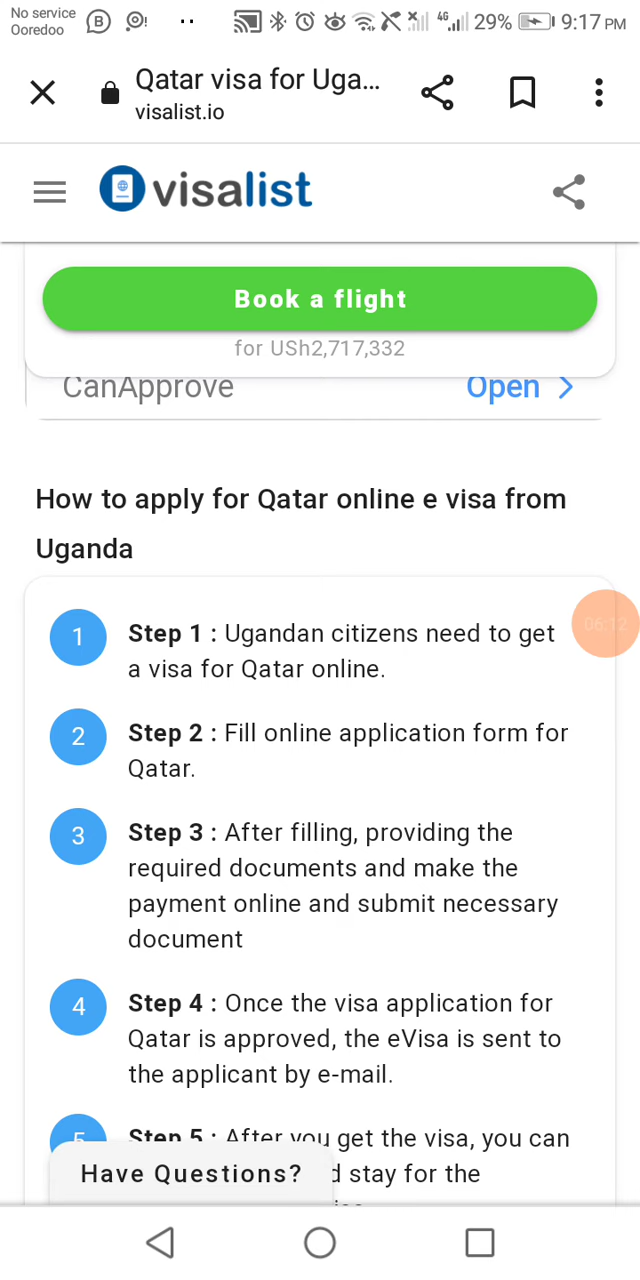 No service
Ooredoo
4G 29% 9:17 PM
Qatar visa for Uga...
visalist.io
visalist
Book a flight
for USh2,717,332
CanApprove Open
How to apply for Qatar online e visa from
Uganda
06:12
1 Step 1 : Ugandan citizens need to get
a visa for Qatar online.
2 Step 2 : Fill online application form for
Qatar.
3 Step 3 : After filling, providing the
required documents and make the
payment online and submit necessary
document
4 Step 4 : Once the visa application for
Qatar is approved, the eVisa is sent to
the applicant by e-mail.
5 Step 5 : After you get the visa, you can
Have Questions? d stay for the